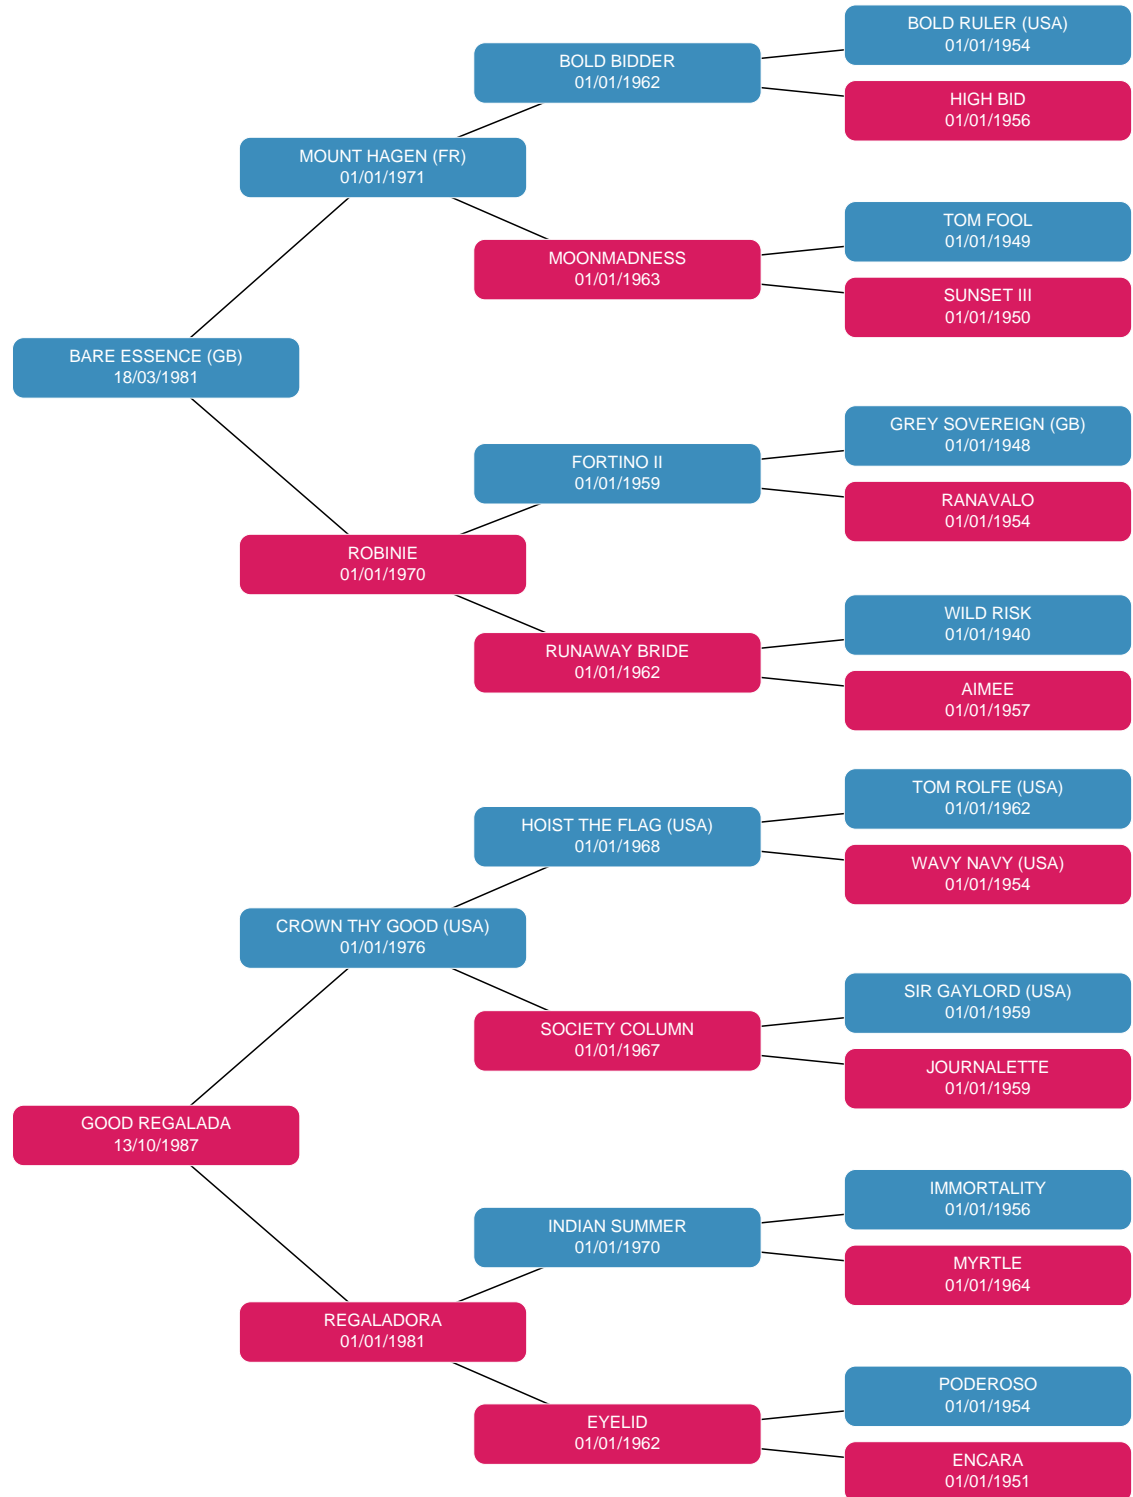 BOLD RULER (USA)
01/01/1954
BOLD BIDDER
01/01/1962
HIGH BID
01/01/1956
MOUNT HAGEN (FR)
01/01/1971
TOM FOOL
01/01/1949
MOONMADNESS
01/01/1963
SUNSET III
01/01/1950
BARE ESSENCE (GB)
18/03/1981
GREY SOVEREIGN (GB)
01/01/1948
FORTINO II
01/01/1959
RANAVALO
01/01/1954
ROBINIE
01/01/1970
WILD RISK
01/01/1940
RUNAWAY BRIDE
01/01/1962
AIMEE
01/01/1957
TOM ROLFE (USA)
01/01/1962
HOIST THE FLAG (USA)
01/01/1968
WAVY NAVY (USA)
01/01/1954
CROWN THY GOOD (USA)
01/01/1976
SIR GAYLORD (USA)
01/01/1959
SOCIETY COLUMN
01/01/1967
JOURNALETTE
01/01/1959
GOOD REGALADA
13/10/1987
IMMORTALITY
01/01/1956
INDIAN SUMMER
01/01/1970
MYRTLE
01/01/1964
REGALADORA
01/01/1981
PODEROSO
01/01/1954
EYELID
01/01/1962
ENCARA
01/01/1951